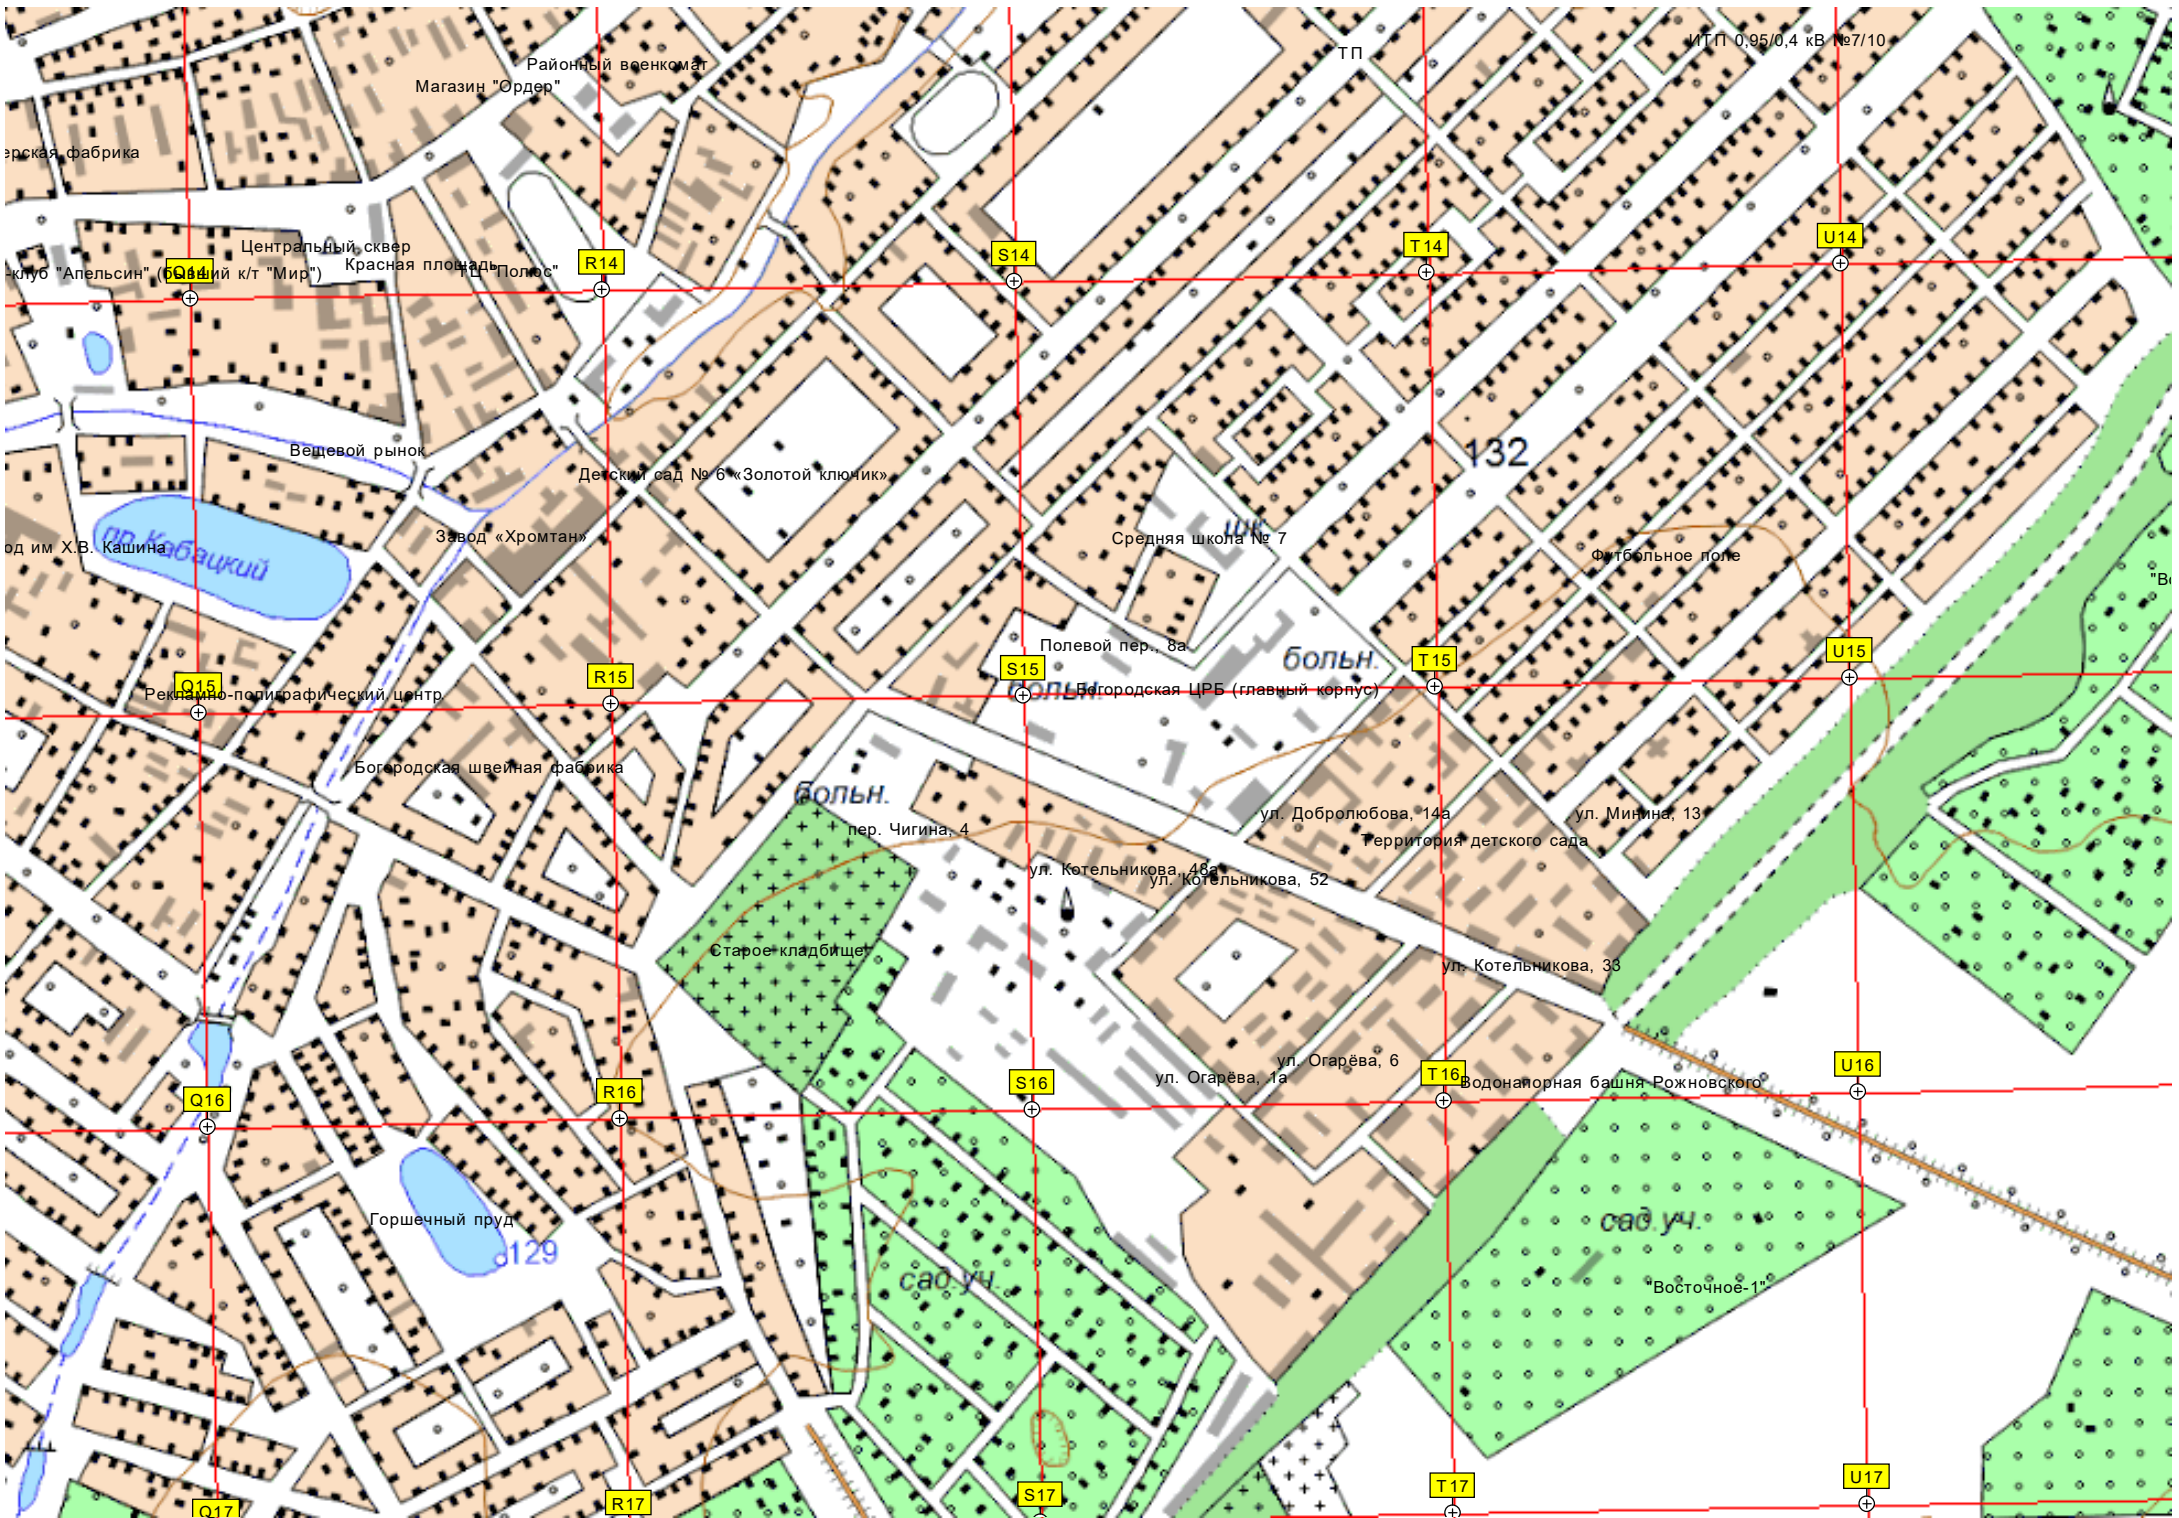 ТП
ИТП 0,95/0,4 кВ №7/10
Районный военкомат
Магазин "Ордер"
ерская фабрика
Центральный сквер
Красная площадь
ТЦ "Полюс"
-клуб "Апельсин" (бывший к/т "Мир")
Q14
R14
S14
T14
U14
132
Вещевой рынок
Детский сад № 6 «Золотой ключик»
Завод «Хромтан»
од им Х.В. Кашина
пр.Кабацкий
шк.
Средняя школа № 7
Футбольное поле
"В
Полевой пер., 8а
больн.
Q15
R15
S15
T15
U15
Рекламно-полиграфический центр
больн.
Богородская ЦРБ (главный корпус)
Богородская швейная фабрика
больн.
пер. Чигина, 4
ул. Добролюбова, 14а
ул. Минина, 13
Территория детского сада
ул. Котельникова, 48а
ул. Котельникова, 52
Старое кладбище
ул. Котельникова, 33
ул. Огарёва, 6
ул. Огарёва, 1а
Q16
R16
S16
T16
U16
Водонапорная башня Рожновского
Горшечный пруд
129
сад.уч.
сад.уч.
"Восточное-1"
Q17
R17
S17
T17
U17